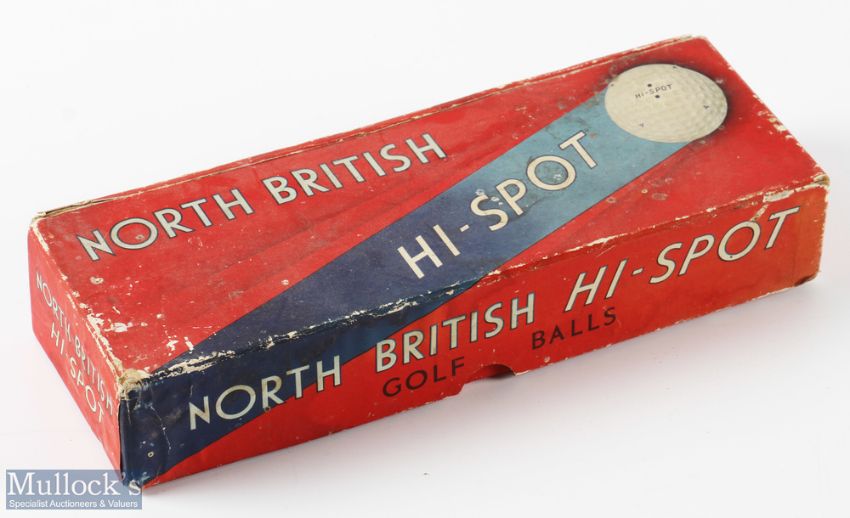 NORTH BRITISH
HI-SPOT
HI-SPOT
NORTH BRITISH HI-SPOT
GOLF BALLS
NORTH BRITISH
HI-SPOT
Mullock's
Specialist Auctioneers & Valuers